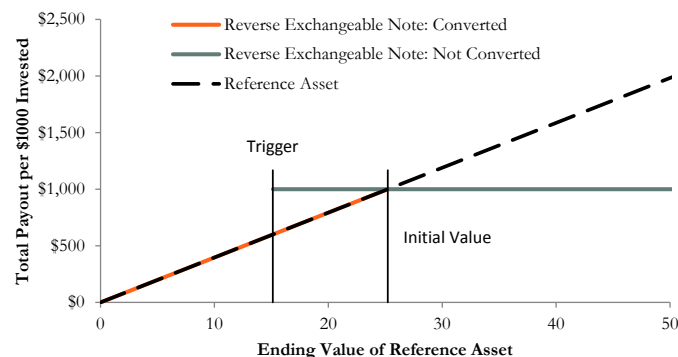 $2,500
$2,000
$1,500
$1,000
$500
$0
Total Payout per $1000 Invested
Reverse Exchangeable Note: Converted
Reverse Exchangeable Note: Not Converted
Reference Asset
Trigger
Initial Value
0 10 20 30 40 50
Ending Value of Reference Asset